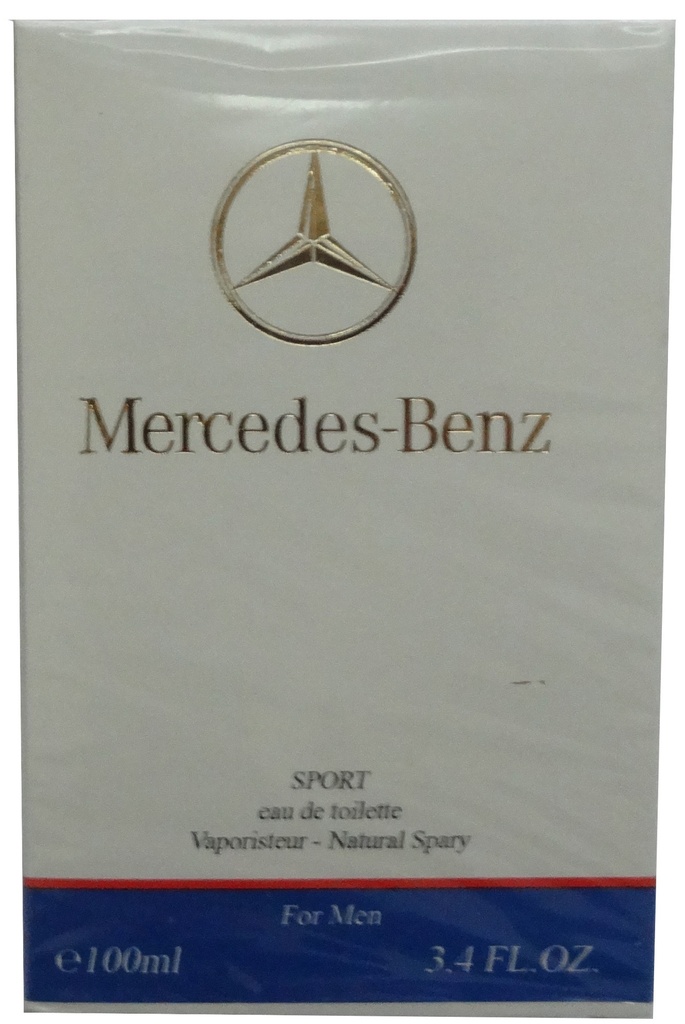 Mercedes-Benz
SPORT
eau de toilette
Vaporisteur - Natural Spary
For Men
e100ml 3.4 FL.OZ.